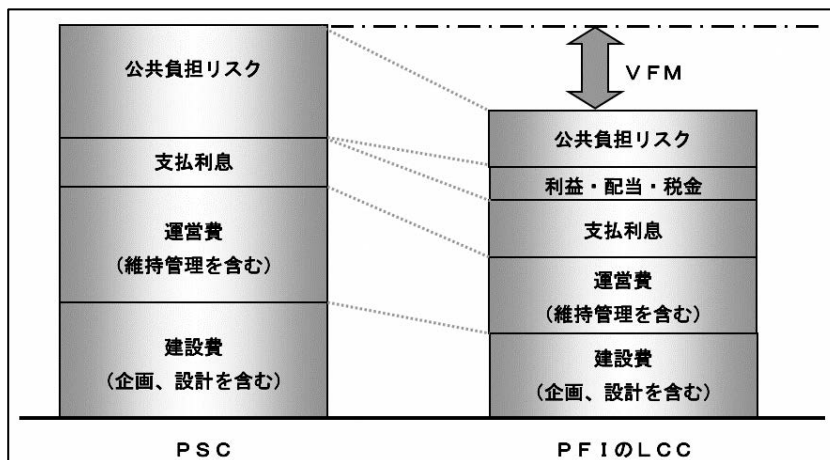 公共負担リスク
支払利息
運営費
(維持管理を含む)
建設費
(企画、設計を含む)
PSC
VFM
公共負担リスク
利益・配当・税金
支払利息
運営費
(維持管理を含む)
建設費
(企画、設計を含む)
PFIのLCC